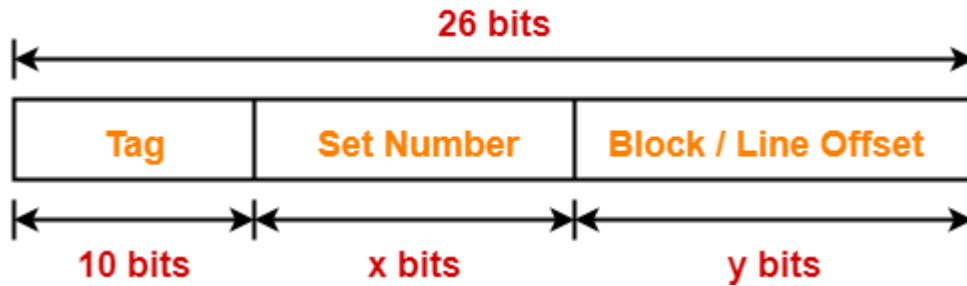 26 bits
Tag Set Number Block / Line Offset
10 bits x bits y bits